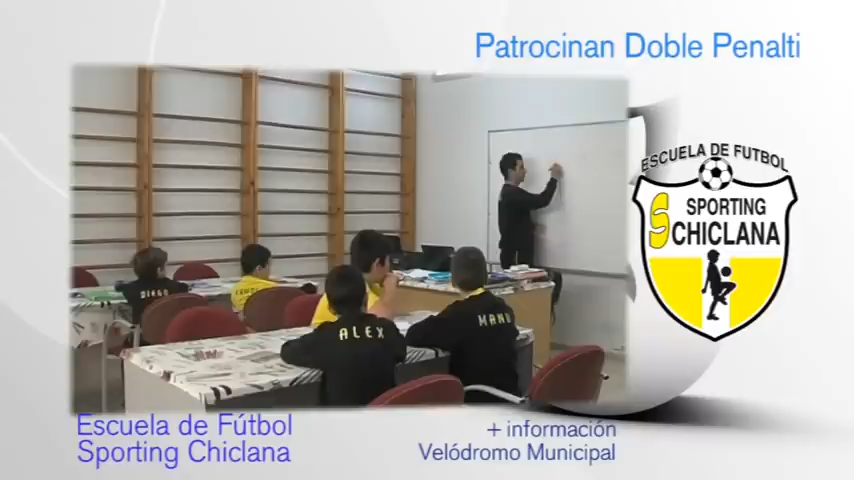 Patrocinan Doble Penalti
ESCUELA DE FUTBOL
SPORTING
CHICLANA
DIEGO
ALEX
MANU
Escuela de Fútbol
Sporting Chiclana
+ información
Velódromo Municipal